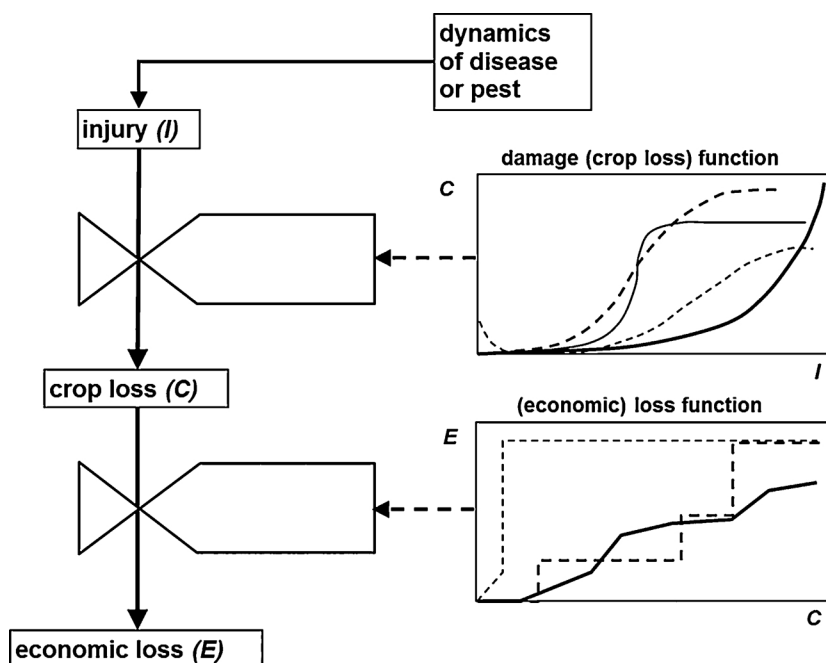 dynamics
of disease
or pest
injury (I)
damage (crop loss) function
C
I
crop loss (C)
(economic) loss function
E
C
economic loss (E)